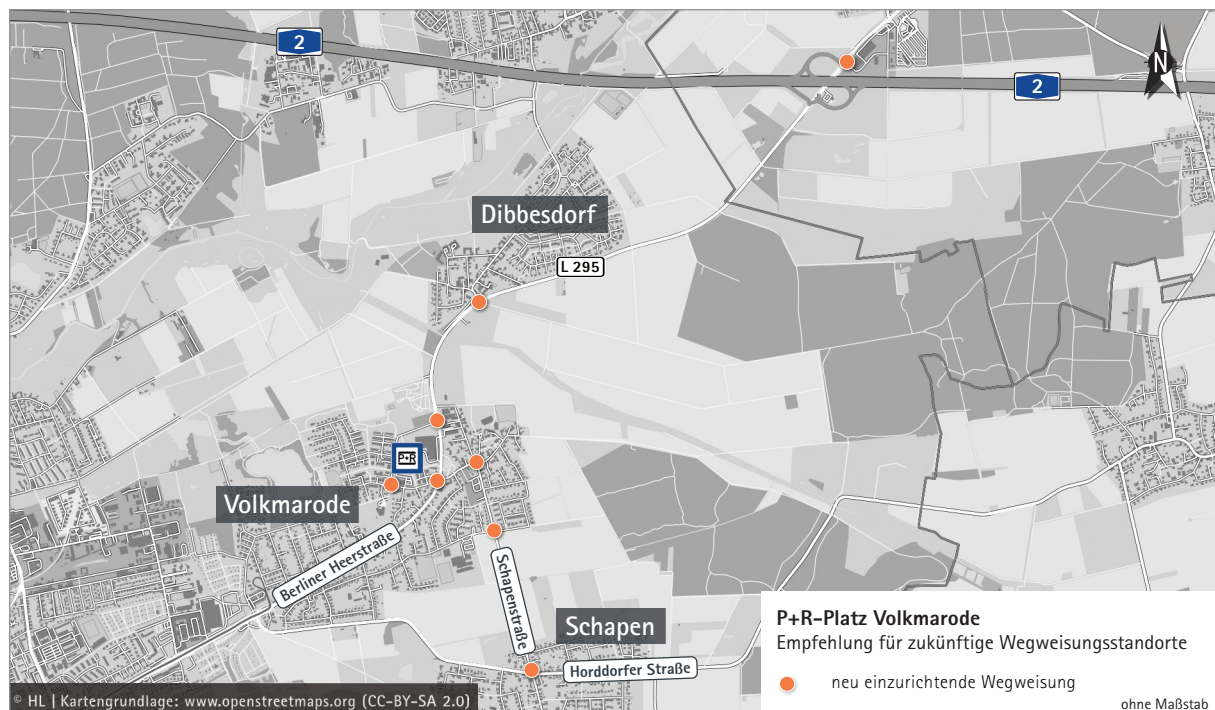 2
N
2
Dibbesdorf
L 295
P+R
Volkmarode
Berliner Heerstraße
Schapenstraße
Schapen
Horddorfer Straße
P+R-Platz Volkmarode
Empfehlung für zukünftige Wegweisungsstandorte
neu einzurichtende Wegweisung
ohne Maßstab
© HL | Kartengrundlage: www.openstreetmaps.org (CC-BY-SA 2.0)